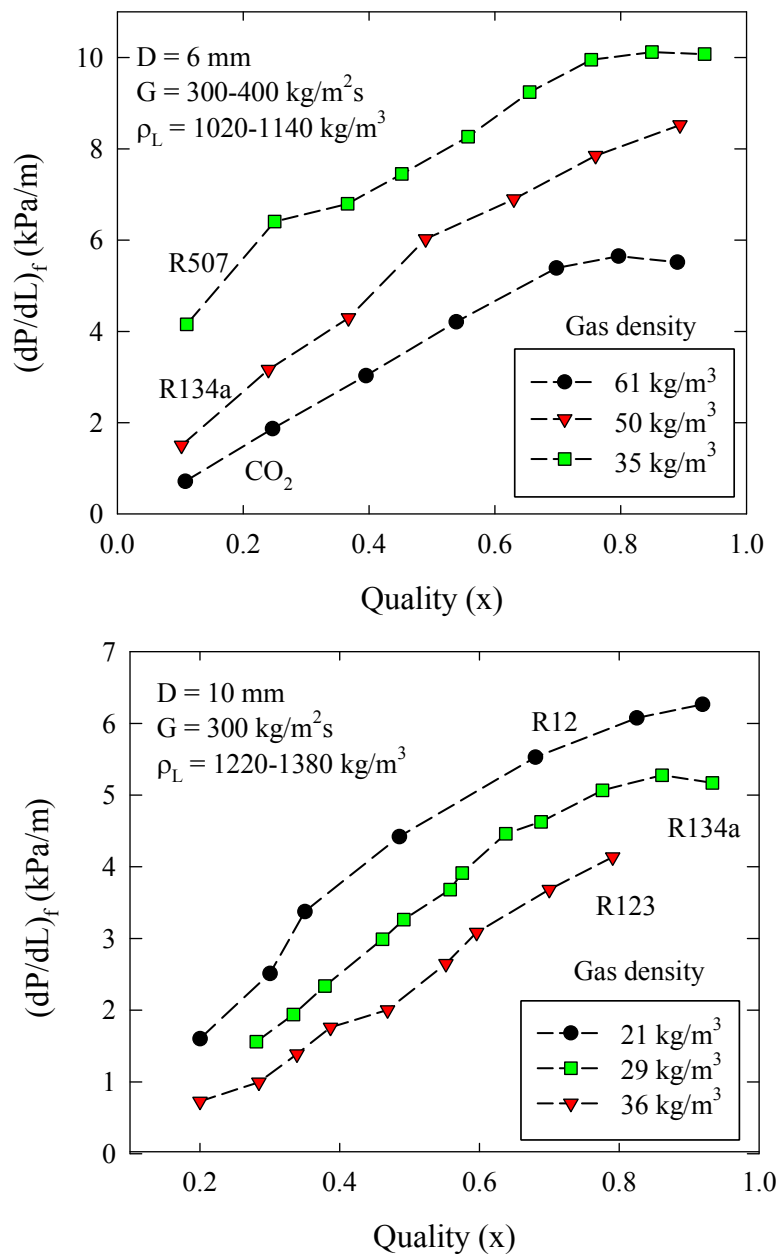 D = 6 mm
G = 300-400 kg/m²s
ρL = 1020-1140 kg/m³
R507
R134a
CO₂
Gas density
61 kg/m³
50 kg/m³
35 kg/m³
(dP/dL)f (kPa/m)
10
8
6
4
2
0
0.0 0.2 0.4 0.6 0.8 1.0
Quality (x)
D = 10 mm
G = 300 kg/m²s
ρL = 1220-1380 kg/m³
R12
R134a
R123
Gas density
21 kg/m³
29 kg/m³
36 kg/m³
(dP/dL)f (kPa/m)
7
6
5
4
3
2
1
0
0.2 0.4 0.6 0.8 1.0
Quality (x)